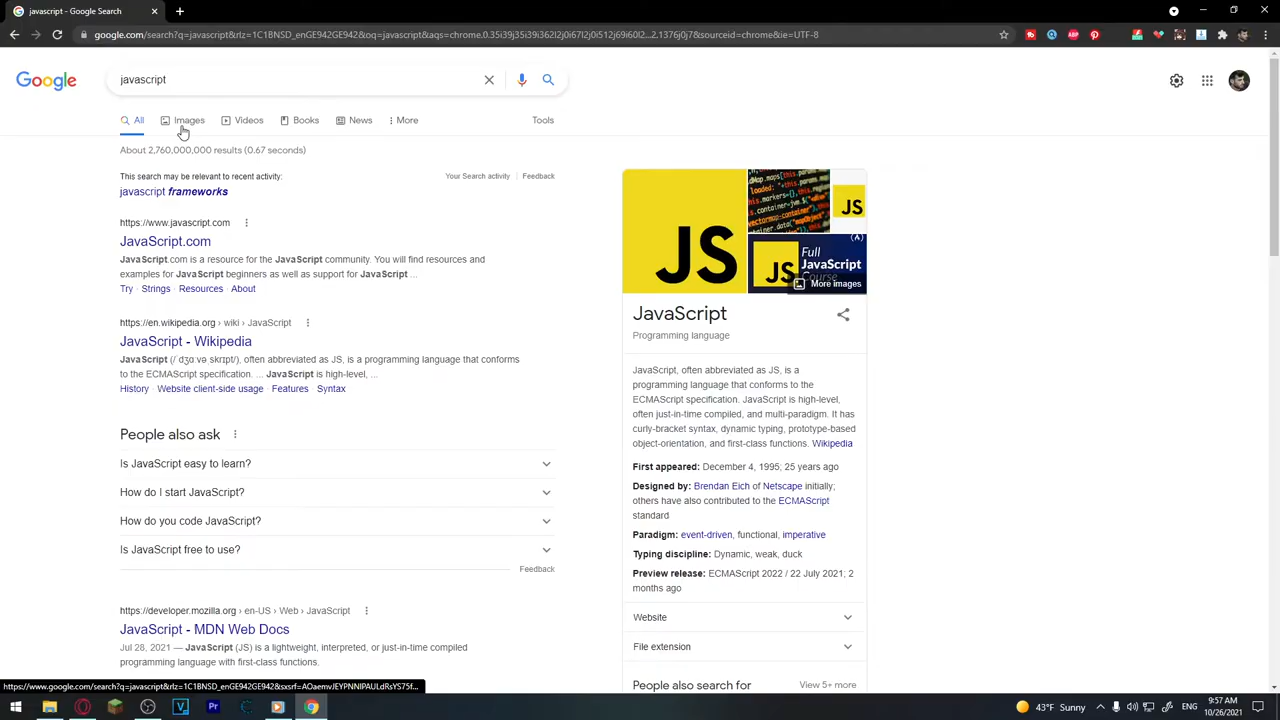 javascript - Google Search
google.com/search?q=javascript&rlz=1C1BNSD_enGE942GE942&oq=javascript&aqs=chrome.0.35i39j35i39i362l2j0i67l2j0i512j69i60l2...2.1376j0j7&sourceid=chrome&ie=UTF-8
Google
javascript
All Images Videos Books News More Tools
About 2,760,000,000 results (0.67 seconds)
This search may be relevant to recent activity:
Your Search activity Feedback
javascript frameworks
https://www.javascript.com
JavaScript.com
JavaScript.com is a resource for the JavaScript community. You will find resources and
examples for JavaScript beginners as well as support for JavaScript ...
Try · Strings · Resources · About
https://en.wikipedia.org › wiki › JavaScript
JavaScript - Wikipedia
JavaScript (/ˈdʒɑːvəˌskrɪpt/), often abbreviated as JS, is a programming language that conforms
to the ECMAScript specification. ... JavaScript is high-level, ...
History · Website client-side usage · Features · Syntax
People also ask
Is JavaScript easy to learn?
How do I start JavaScript?
How do you code JavaScript?
Is JavaScript free to use?
Feedback
https://developer.mozilla.org › en-US › Web › JavaScript
JavaScript - MDN Web Docs
Jul 28, 2021 — JavaScript (JS) is a lightweight, interpreted, or just-in-time compiled
programming language with first-class functions.
JS
JS
JS
Full
JavaScript
Course
More images
JavaScript
Programming language
JavaScript, often abbreviated as JS, is a
programming language that conforms to the
ECMAScript specification. JavaScript is high-level,
often just-in-time compiled, and multi-paradigm. It has
curly-bracket syntax, dynamic typing, prototype-based
object-orientation, and first-class functions. Wikipedia
First appeared: December 4, 1995; 25 years ago
Designed by: Brendan Eich of Netscape initially;
others have also contributed to the ECMAScript
standard
Paradigm: event-driven, functional, imperative
Typing discipline: Dynamic, weak, duck
Preview release: ECMAScript 2022 / 22 July 2021; 2
months ago
Website
File extension
People also search for
View 5+ more
43°F Sunny
ENG
9:57 AM
10/26/2021